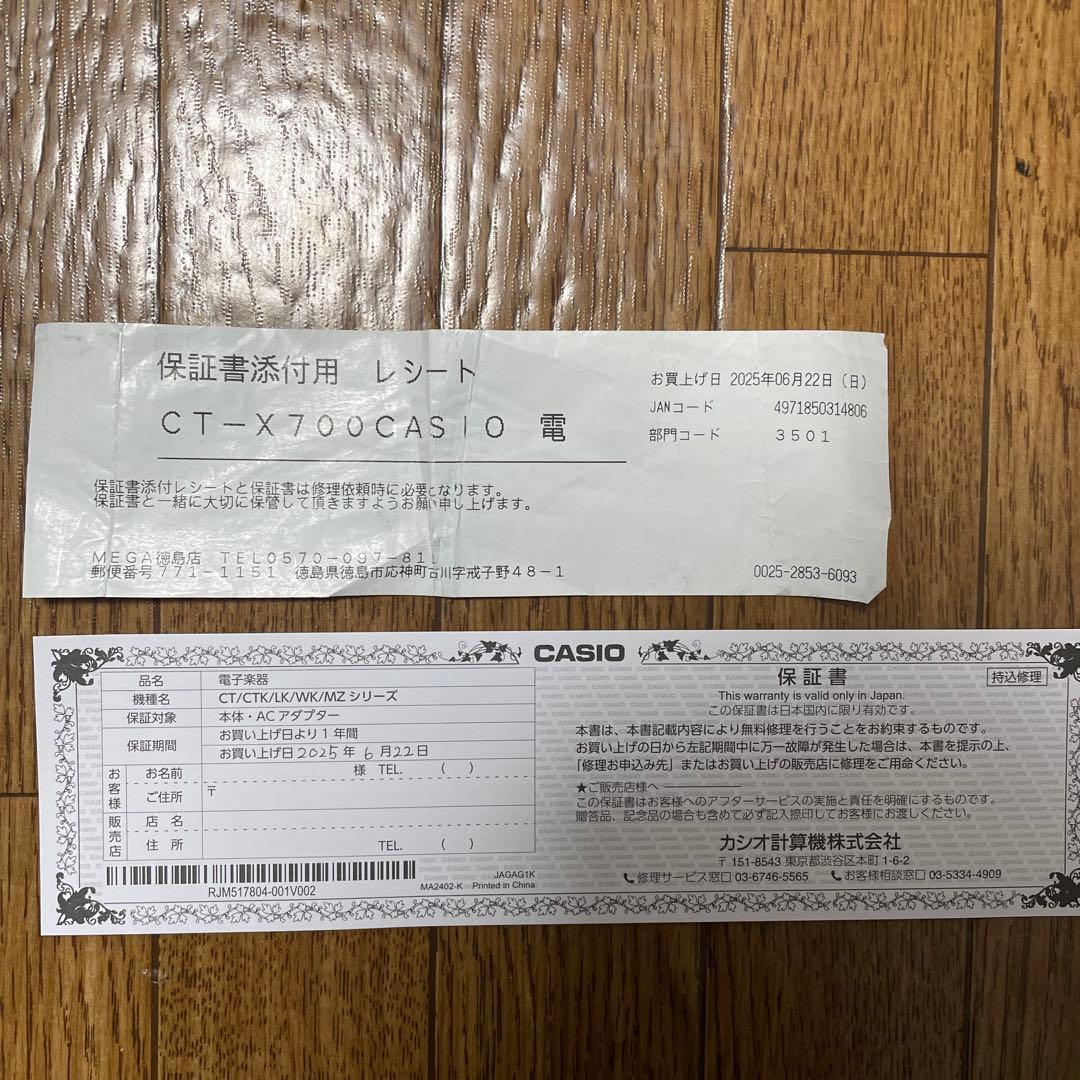 保証書添付用 レシート
CT-X700CASIO 電
お買上げ日 2025年06月22日(日)
JANコード 4971850314806
部門コード 3501
保証書添付レシートと保証書は修理依頼時に必要となります。
保証書と一緒に大切に保管して頂きますようお願い申し上げます。
MEGA徳島店 TEL0570-097-811
郵便番号771-1151 徳島県徳島市応神町古川字戎子野48-1
0025-2853-6093
CASIO
品名 電子楽器
機種名 CT/CTK/LK/WK/MZ シリーズ
保証対象 本体・AC アダプター
保証期間 お買い上げ日より1年間
お買い上げ日 2025年 6月22日
お客様 お名前 様 TEL. ( )
ご住所 〒
販売店 店名
住所 TEL. ( )
RJM517804-001V002
JAGAG1K
MA2402-K Printed in China
保証書
持込修理
This warranty is valid only in Japan.
この保証書は日本国内に限り有効です。
本書は、本書記載内容により無料修理を行うことをお約束するものです。
お買い上げの日から左記期間中に万一故障が発生した場合は、本書を提示の上、
「修理お申込み先」またはお買い上げの販売店に修理をご用命ください。
★ご販売店様へ
この保証書はお客様へのアフターサービスの実施と責任を明確にするものです。
贈答品、記念品の場合も含めて必ず記入捺印してお客様にお渡しください。
カシオ計算機株式会社
〒151-8543 東京都渋谷区本町 1-6-2
修理サービス窓口 03-6746-5565 お客様相談窓口 03-5334-4909